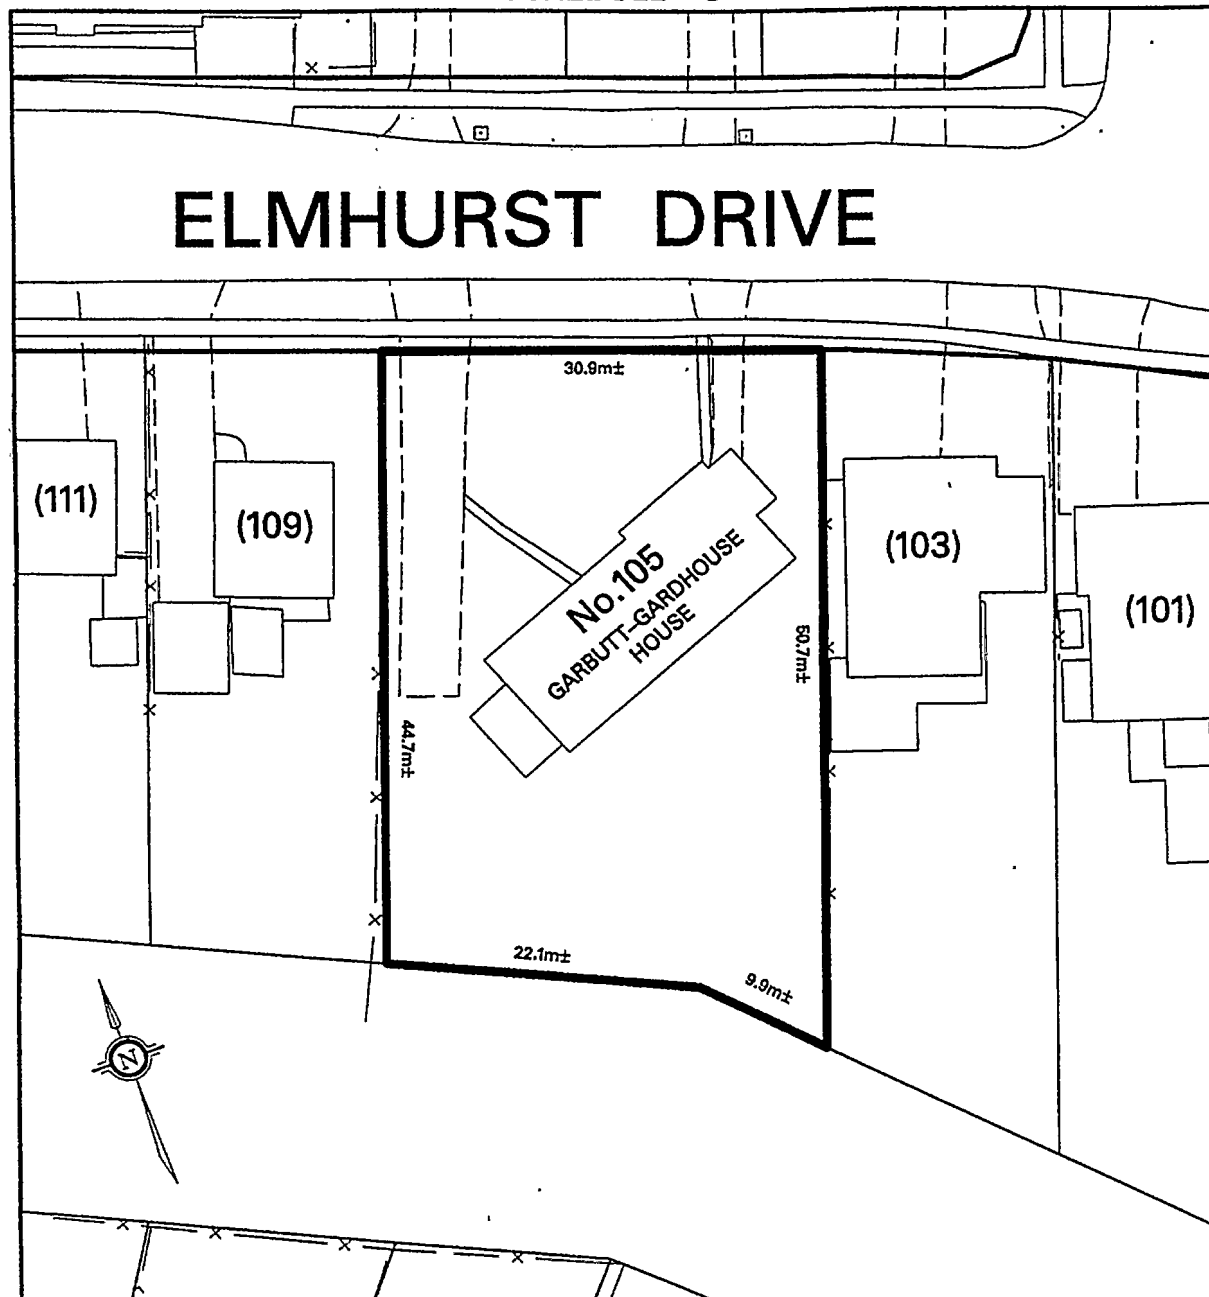 ELMHURST DRIVE
30.9m±
(111)
(109)
No.105
GARBUTT-GARDHOUSE
HOUSE
(103)
(101)
50.7m±
44.7m±
22.1m±
9.9m±
N